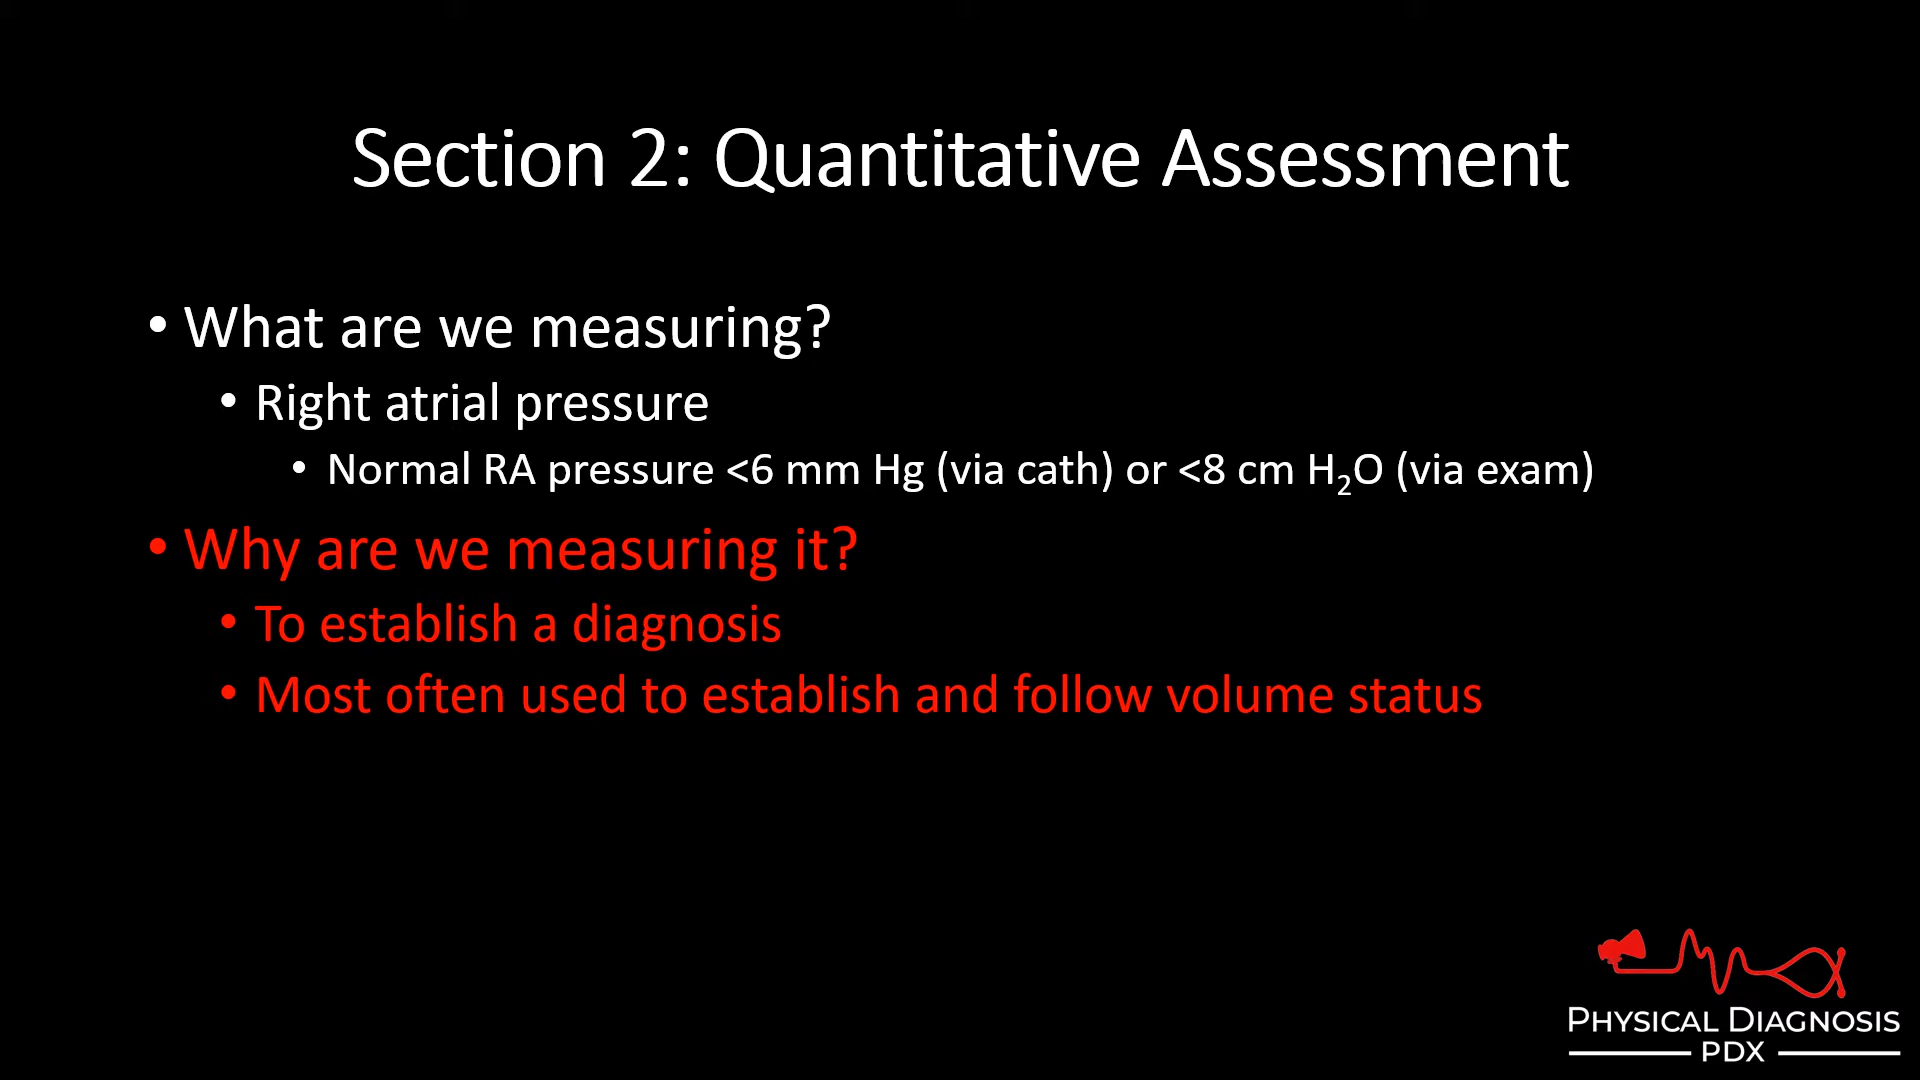 Section 2: Quantitative Assessment
• What are we measuring?
• Right atrial pressure
• Normal RA pressure <6 mm Hg (via cath) or <8 cm H₂O (via exam)
• Why are we measuring it?
• To establish a diagnosis
• Most often used to establish and follow volume status
PHYSICAL DIAGNOSIS
PDX